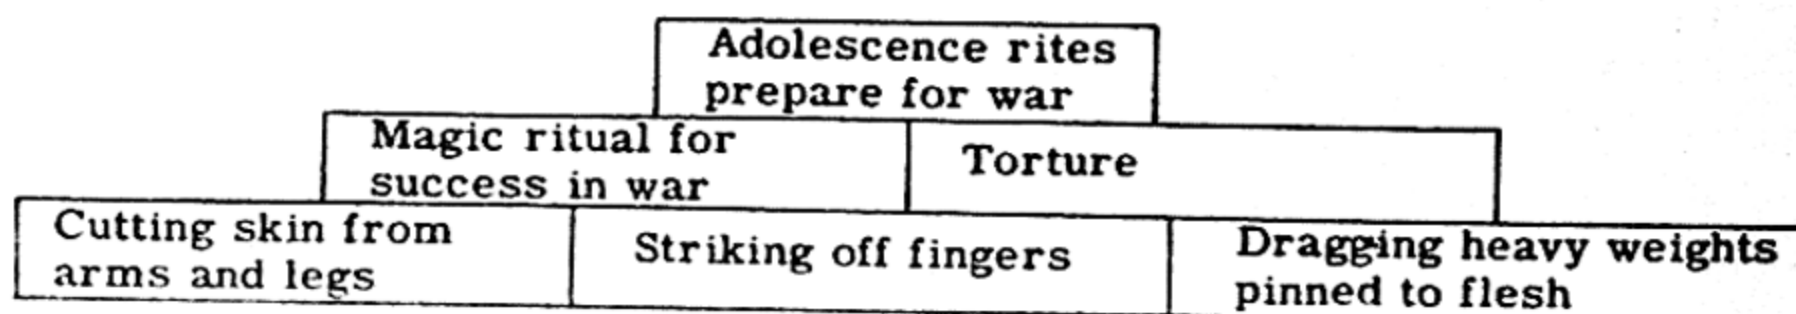 Adolescence rites
prepare for war
Magic ritual for
success in war
Torture
Cutting skin from
arms and legs
Striking off fingers
Dragging heavy weights
pinned to flesh